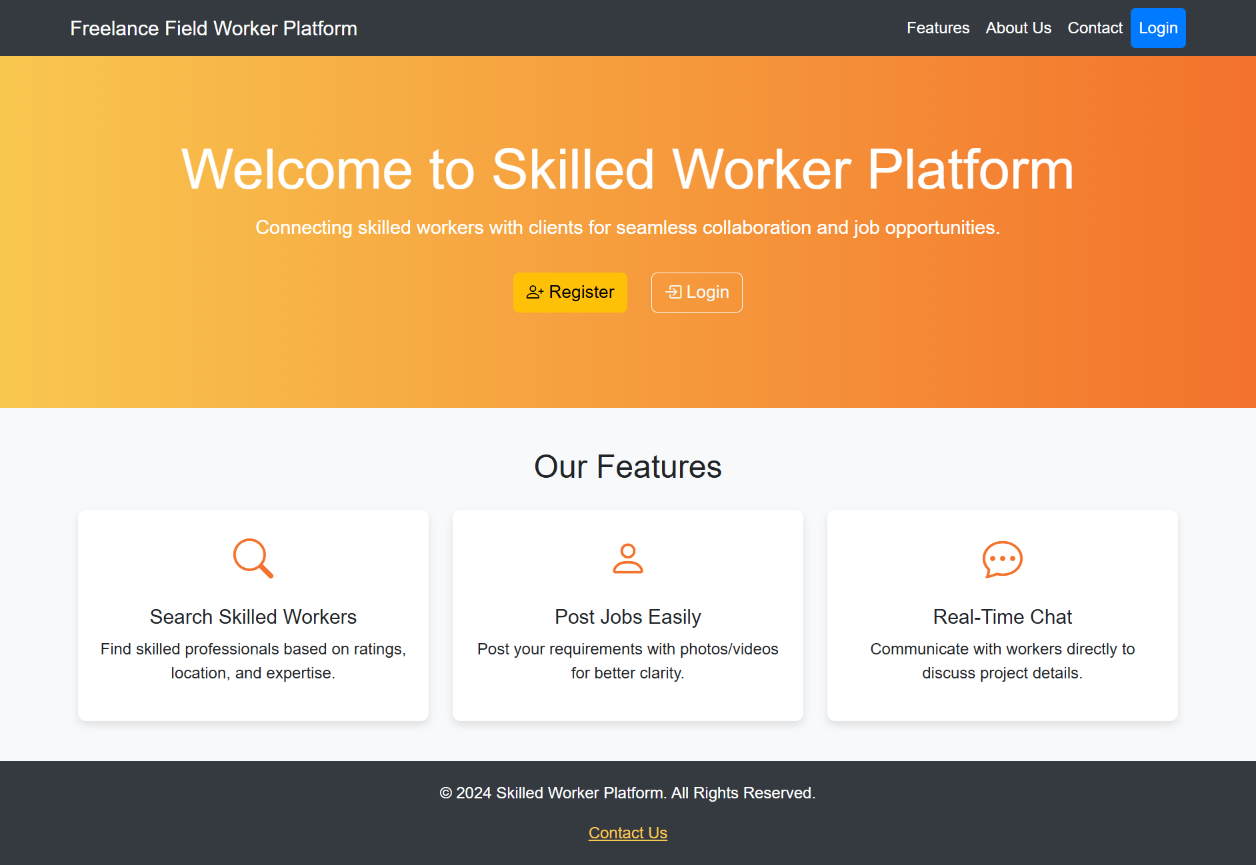 Freelance Field Worker Platform
Features About Us Contact Login
Welcome to Skilled Worker Platform
Connecting skilled workers with clients for seamless collaboration and job opportunities.
Register Login
Our Features
Search Skilled Workers
Find skilled professionals based on ratings,
location, and expertise.
Post Jobs Easily
Post your requirements with photos/videos
for better clarity.
Real-Time Chat
Communicate with workers directly to
discuss project details.
© 2024 Skilled Worker Platform. All Rights Reserved.
Contact Us